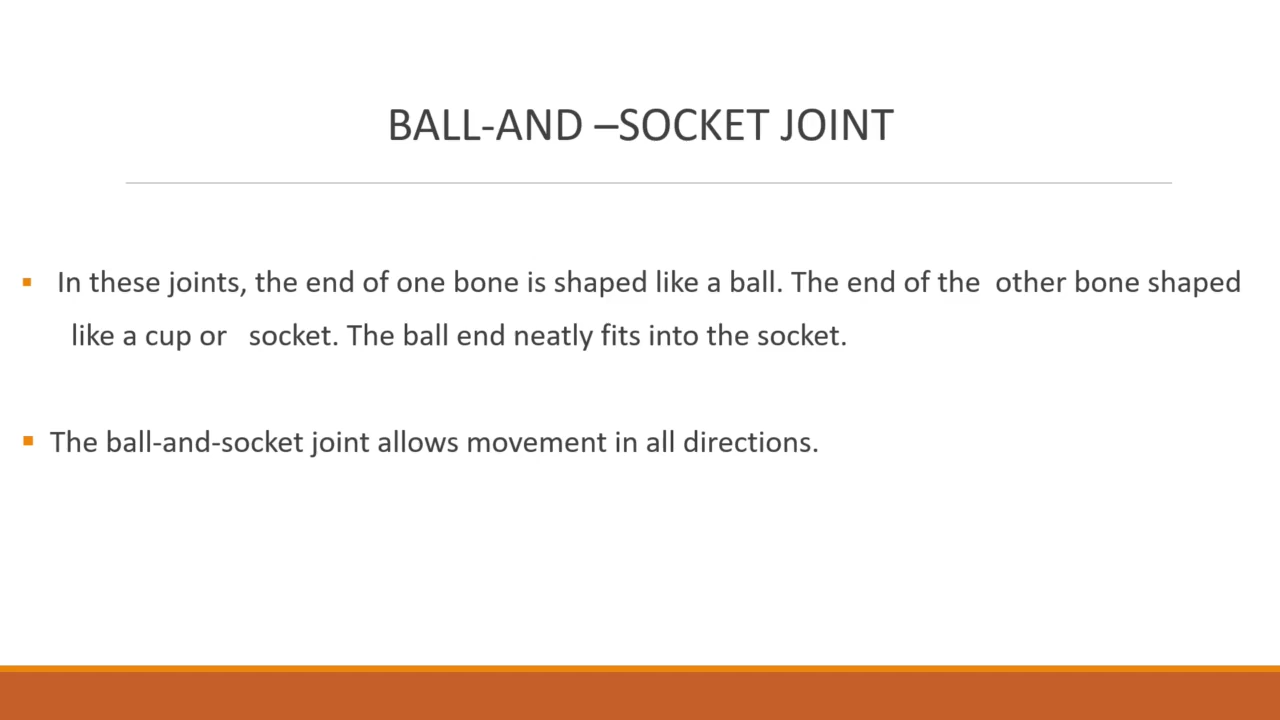 BALL-AND –SOCKET JOINT
▪ In these joints, the end of one bone is shaped like a ball. The end of the  other bone shaped
like a cup or   socket. The ball end neatly fits into the socket.
▪ The ball-and-socket joint allows movement in all directions.